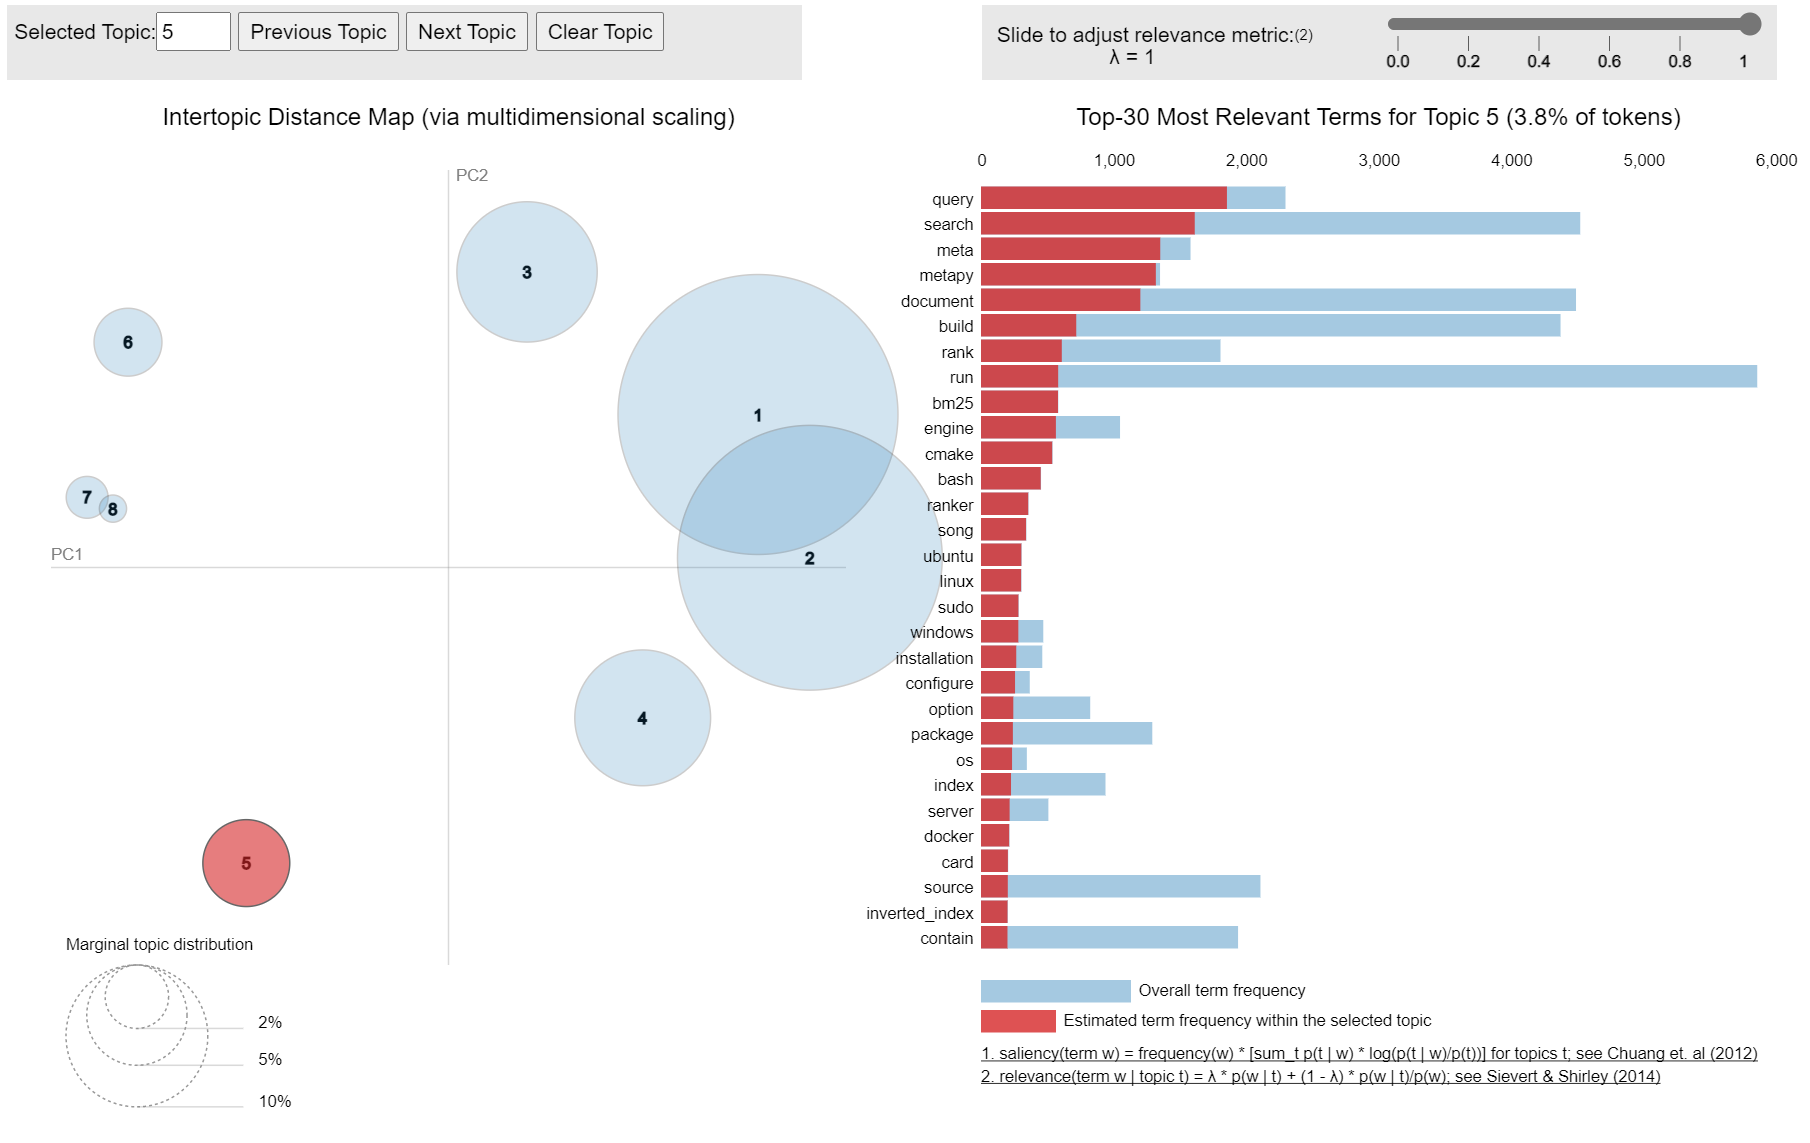 Selected Topic: 5 Previous Topic Next Topic Clear Topic
Slide to adjust relevance metric:(2)
λ = 1
0.0 0.2 0.4 0.6 0.8 1
Intertopic Distance Map (via multidimensional scaling)
PC2
PC1
3
6
1
7
8
2
4
5
Marginal topic distribution
2%
5%
10%
Top-30 Most Relevant Terms for Topic 5 (3.8% of tokens)
0 1,000 2,000 3,000 4,000 5,000 6,000
query
search
meta
metapy
document
build
rank
run
bm25
engine
cmake
bash
ranker
song
ubuntu
linux
sudo
windows
installation
configure
option
package
os
index
server
docker
card
source
inverted_index
contain
Overall term frequency
Estimated term frequency within the selected topic
1. saliency(term w) = frequency(w) * [sum_t p(t | w) * log(p(t | w)/p(t))] for topics t; see Chuang et. al (2012)
2. relevance(term w | topic t) = λ * p(w | t) + (1 - λ) * p(w | t)/p(w); see Sievert & Shirley (2014)